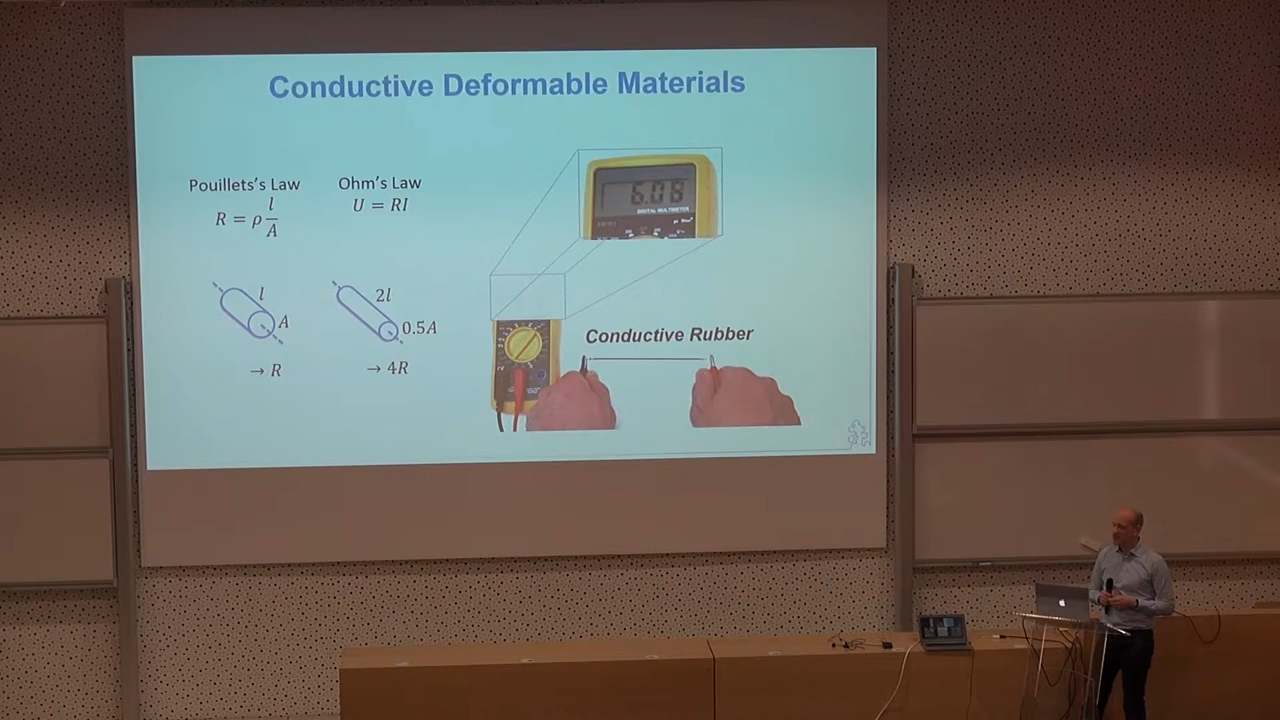 Conductive Deformable Materials
Pouillets's Law
R = ρ l/A
Ohm's Law
U = RI
l
A
→ R
2l
0.5A
→ 4R
6.08
DIGITAL MULTIMETER
Conductive Rubber